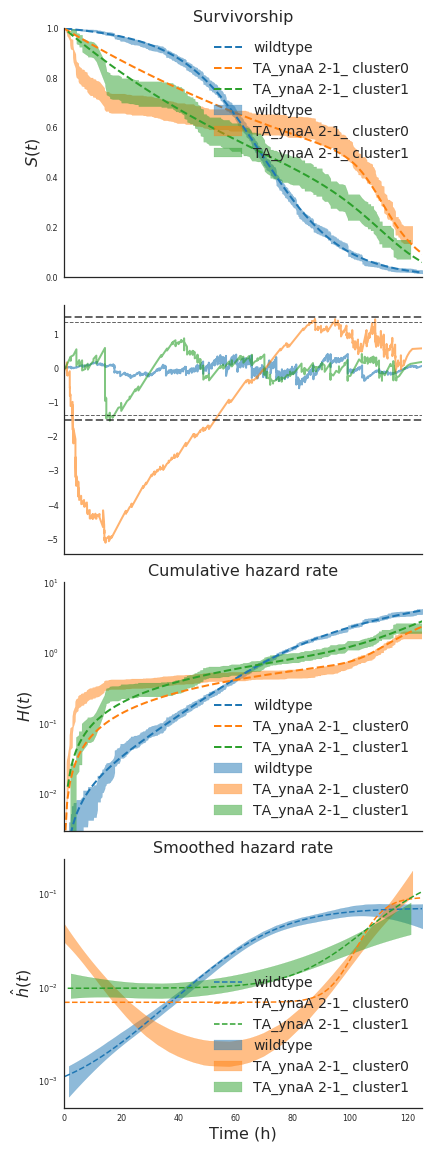 Survivorship
1.0
0.8
0.6
0.4
0.2
0.0
S(t)
wildtype
TA_ynaA 2-1_ cluster0
TA_ynaA 2-1_ cluster1
wildtype
TA_ynaA 2-1_ cluster0
TA_ynaA 2-1_ cluster1
1
0
−1
−2
−3
−4
−5
Cumulative hazard rate
10¹
10⁰
10⁻¹
10⁻²
H(t)
wildtype
TA_ynaA 2-1_ cluster0
TA_ynaA 2-1_ cluster1
wildtype
TA_ynaA 2-1_ cluster0
TA_ynaA 2-1_ cluster1
Smoothed hazard rate
10⁻¹
10⁻²
10⁻³
ĥ(t)
wildtype
TA_ynaA 2-1_ cluster0
TA_ynaA 2-1_ cluster1
wildtype
TA_ynaA 2-1_ cluster0
TA_ynaA 2-1_ cluster1
0 20 40 60 80 100 120
Time (h)